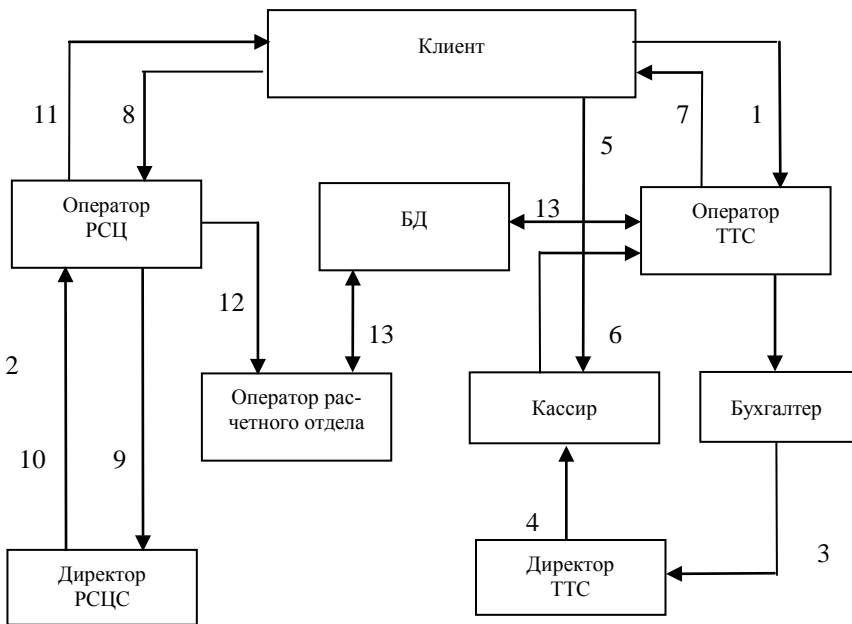 Клиент
11
8
5
7
1
Оператор
РСЦ
БД
13
Оператор
ТТС
12
13
6
2
Оператор рас-
четного отдела
Кассир
Бухгалтер
10
9
4
3
Директор
РСЦС
Директор
ТТС